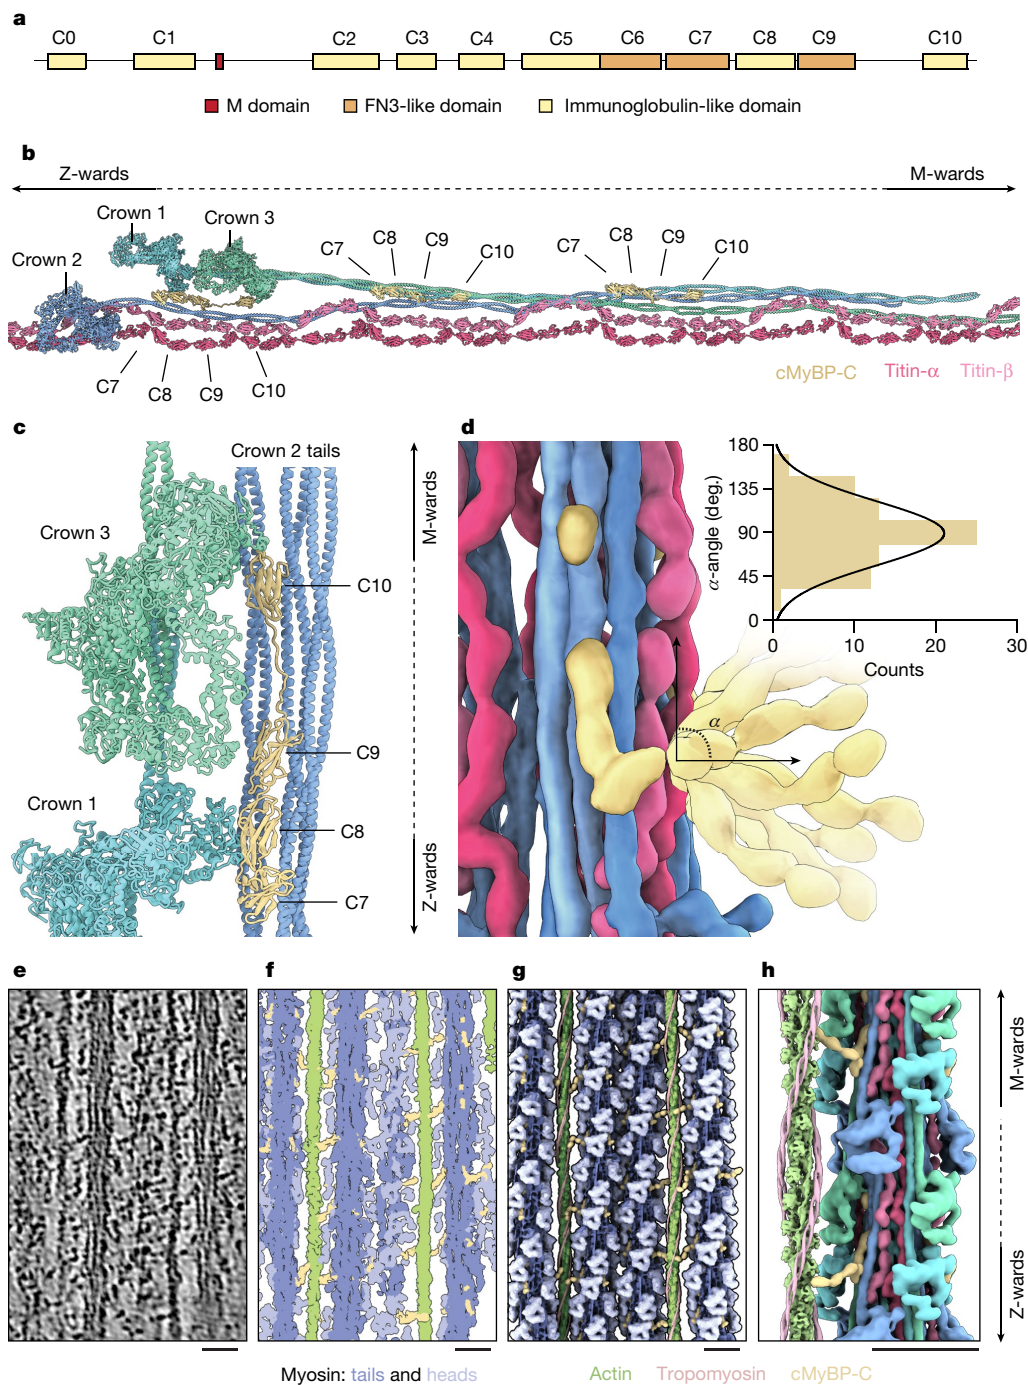 a
C0 C1 C2 C3 C4 C5 C6 C7 C8 C9 C10
M domain FN3-like domain Immunoglobulin-like domain
b
Z-wards M-wards
Crown 1
Crown 3
Crown 2
C7 C8 C9 C10
C7 C8 C9 C10
C7 C8 C9 C10
cMyBP-C Titin-α Titin-β
c
Crown 2 tails
Crown 3
Crown 1
C10
C9
C8
C7
M-wards
Z-wards
d
α
α-angle (deg.)
180
135
90
45
0
0 10 20 30
Counts
e
f
g
h
M-wards
Z-wards
Myosin: tails and heads Actin Tropomyosin cMyBP-C